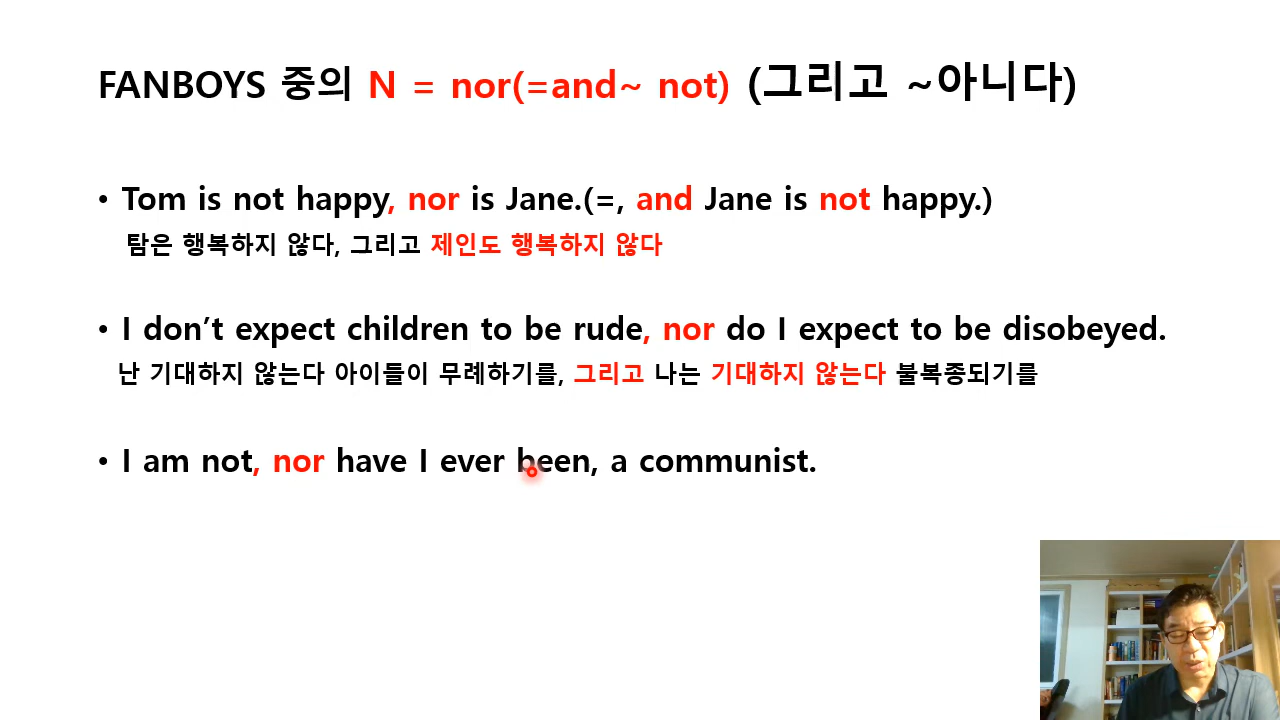 FANBOYS 중의 N = nor(=and~ not) (그리고 ~아니다)
• Tom is not happy, nor is Jane.(=, and Jane is not happy.)
탐은 행복하지 않다, 그리고 제인도 행복하지 않다
• I don’t expect children to be rude, nor do I expect to be disobeyed.
난 기대하지 않는다 아이들이 무례하기를, 그리고 나는 기대하지 않는다 불복종되기를
• I am not, nor have I ever been, a communist.